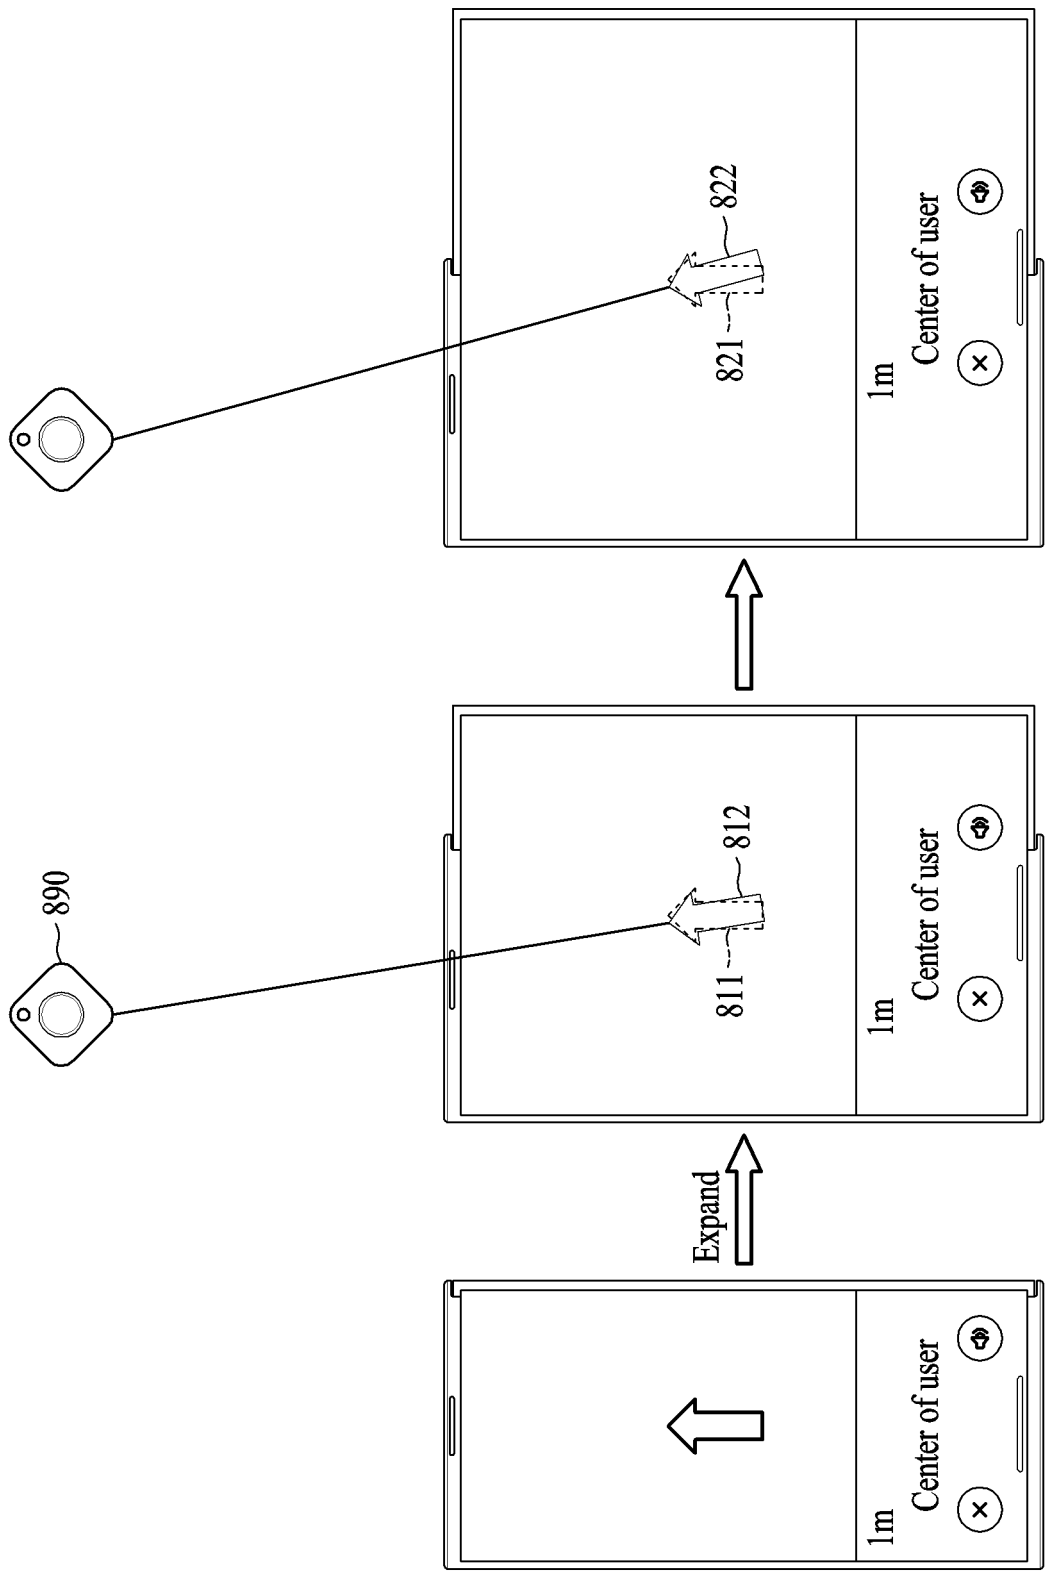 Expand
1m
Center of user
890
811
812
1m
Center of user
821
822
1m
Center of user